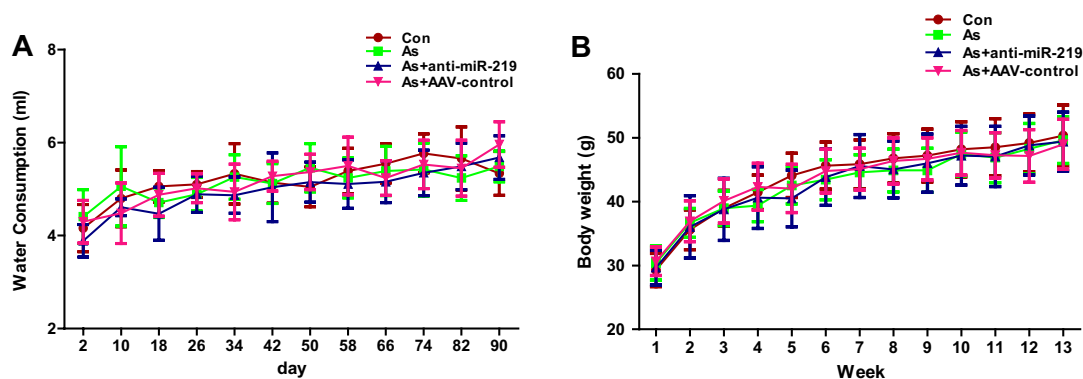 A
Con
As
As+anti-miR-219
As+AAV-control
Water Consumption (ml)
8
6
4
2
2 10 18 26 34 42 50 58 66 74 82 90
day
B
Con
As
As+anti-miR-219
As+AAV-control
Body weight (g)
60
50
40
30
20
1 2 3 4 5 6 7 8 9 10 11 12 13
Week